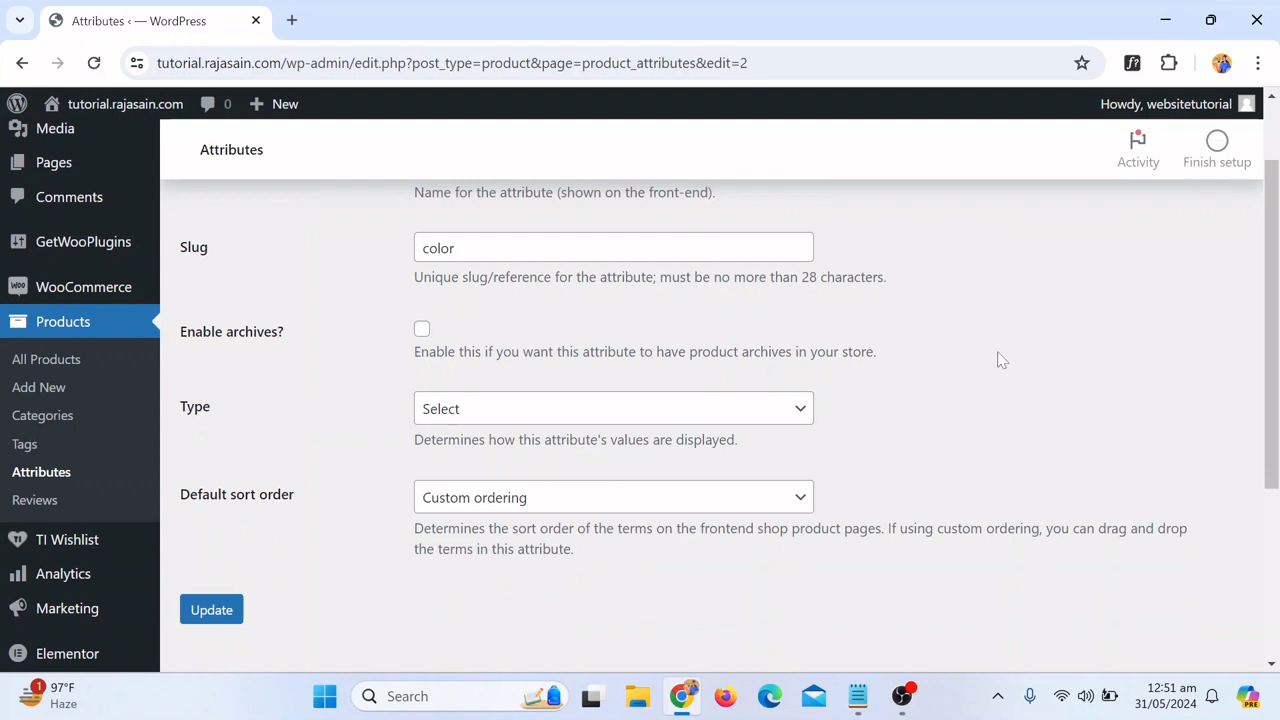 Attributes ‹ — WordPress
tutorial.rajasain.com/wp-admin/edit.php?post_type=product&page=product_attributes&edit=2
tutorial.rajasain.com
0
New
Howdy, websitetutorial
Media
Pages
Comments
GetWooPlugins
WooCommerce
Products
All Products
Add New
Categories
Tags
Attributes
Reviews
TI Wishlist
Analytics
Marketing
Elementor
Attributes
Activity
Finish setup
Name for the attribute (shown on the front-end).
Slug
color
Unique slug/reference for the attribute; must be no more than 28 characters.
Enable archives?
Enable this if you want this attribute to have product archives in your store.
Type
Select
Determines how this attribute's values are displayed.
Default sort order
Custom ordering
Determines the sort order of the terms on the frontend shop product pages. If using custom ordering, you can drag and drop
the terms in this attribute.
Update
1
97°F
Haze
Search
12:51 am
31/05/2024
PRE